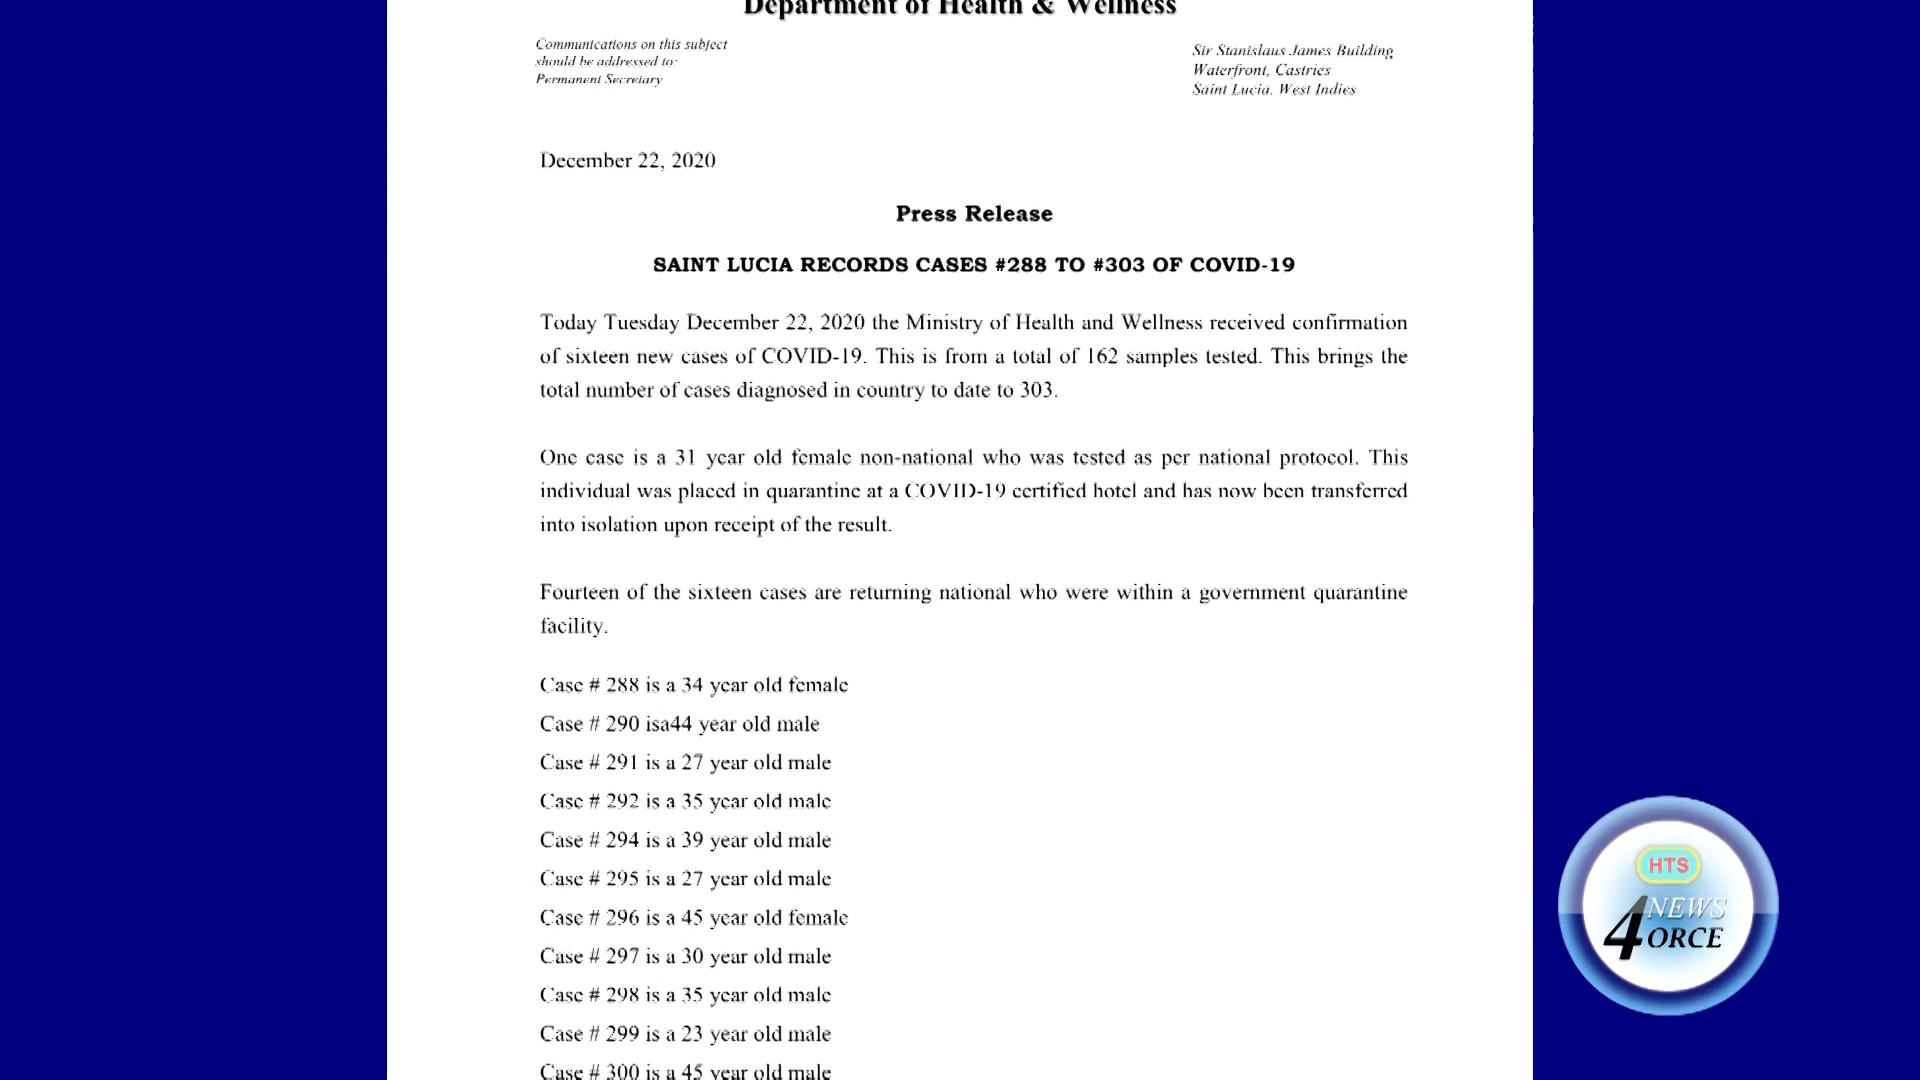 Department of Health & Wellness
Communications on this subject
should be addressed to:
Permanent Secretary
Sir Stanislaus James Building
Waterfront, Castries
Saint Lucia. West Indies
December 22, 2020
Press Release
SAINT LUCIA RECORDS CASES #288 TO #303 OF COVID-19
Today Tuesday December 22, 2020 the Ministry of Health and Wellness received confirmation
of sixteen new cases of COVID-19. This is from a total of 162 samples tested. This brings the
total number of cases diagnosed in country to date to 303.
One case is a 31 year old female non-national who was tested as per national protocol. This
individual was placed in quarantine at a COVID-19 certified hotel and has now been transferred
into isolation upon receipt of the result.
Fourteen of the sixteen cases are returning national who were within a government quarantine
facility.
Case # 288 is a 34 year old female
Case # 290 isa44 year old male
Case # 291 is a 27 year old male
Case # 292 is a 35 year old male
Case # 294 is a 39 year old male
Case # 295 is a 27 year old male
Case # 296 is a 45 year old female
Case # 297 is a 30 year old male
Case # 298 is a 35 year old male
Case # 299 is a 23 year old male
Case # 300 is a 45 year old male
HTS
NEWS
4ORCE